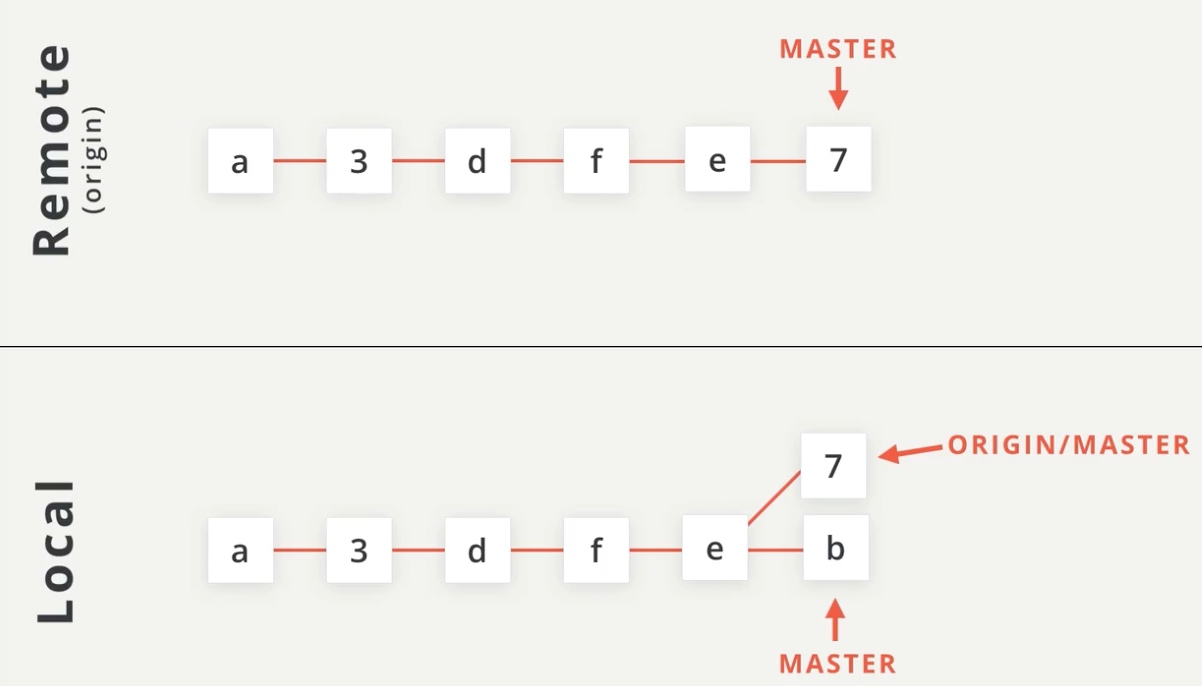 Remote
(origin)
MASTER
a 3 d f e 7
Local
7
ORIGIN/MASTER
a 3 d f e b
MASTER